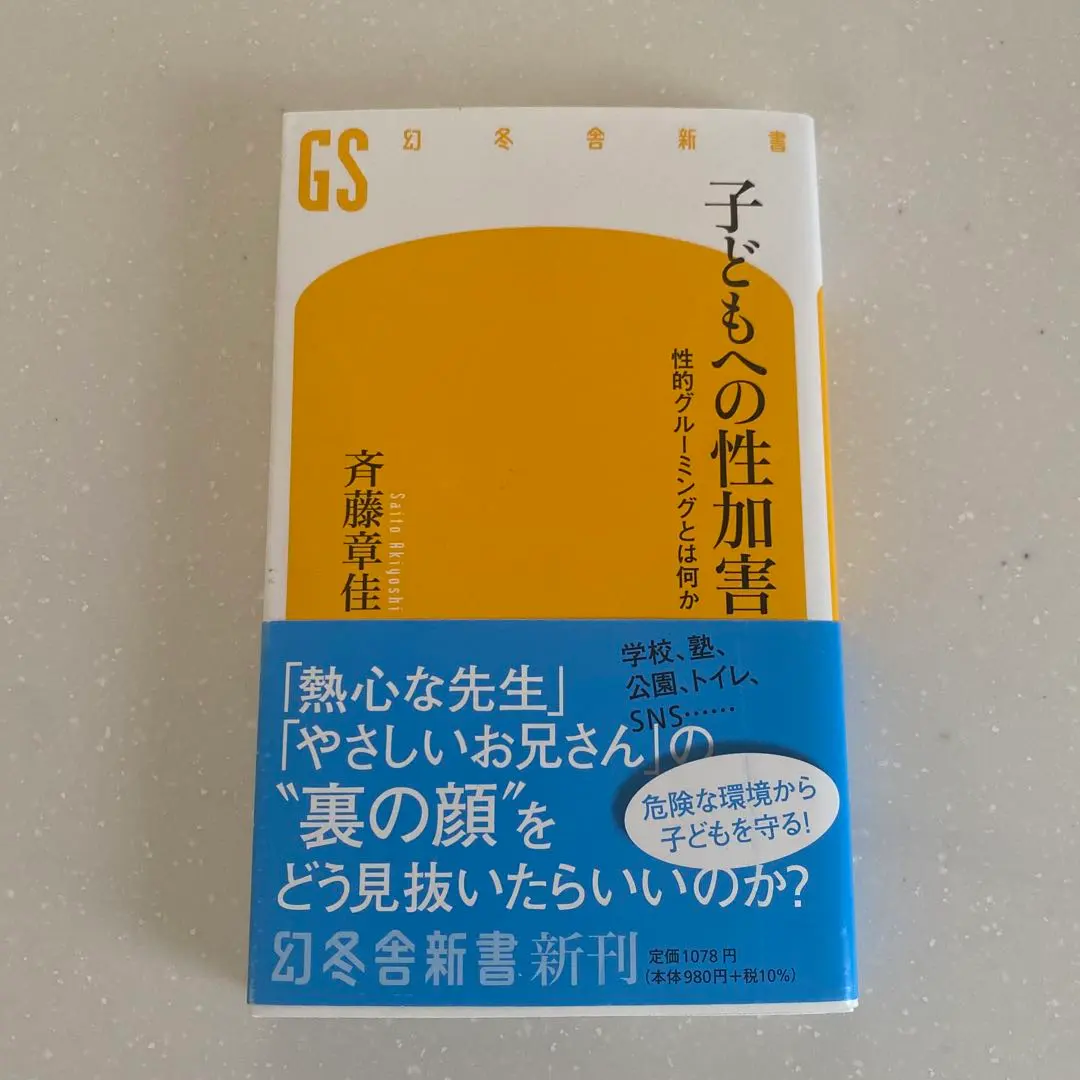 GS
幻冬舎新書
子どもへの性加害
性的グルーミングとは何か
斉藤章佳
Saito Akiyoshi
学校、塾、
公園、トイレ、
SNS……
「熱心な先生」
「やさしいお兄さん」の
“裏の顔”を
どう見抜いたらいいのか?
危険な環境から
子どもを守る!
幻冬舎新書 新刊
定価1078円
(本体980円+税10%)